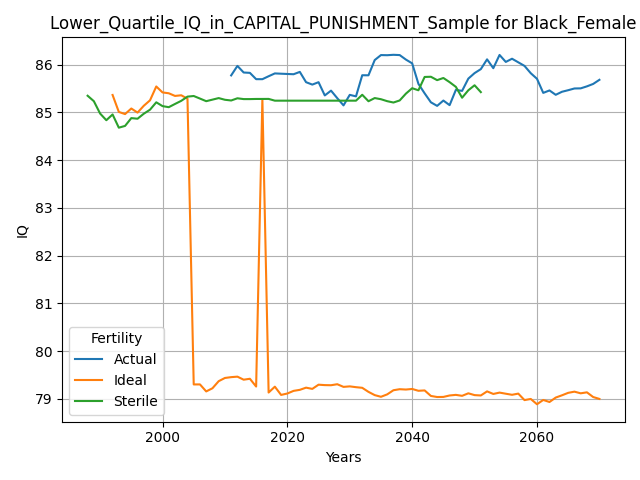 Lower_Quartile_IQ_in_CAPITAL_PUNISHMENT_Sample for Black_Female
86
85
84
83
82
81
80
79
IQ
Fertility
Actual
Ideal
Sterile
2000
2020
2040
2060
Years